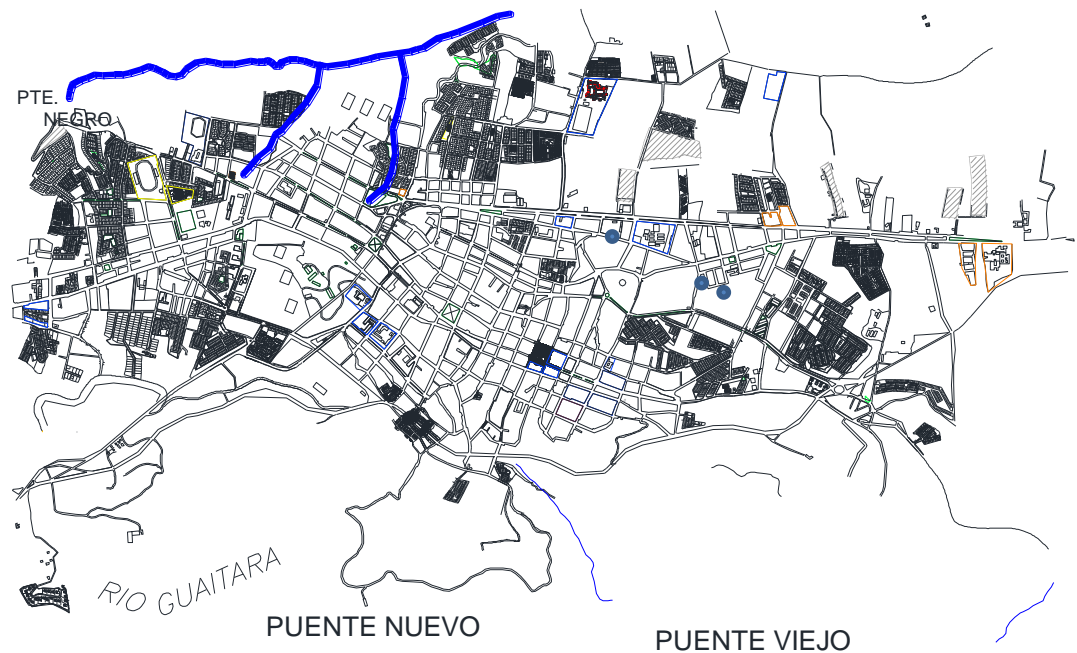 PTE.
NEGRO
RIO GUAITARA
PUENTE NUEVO
PUENTE VIEJO